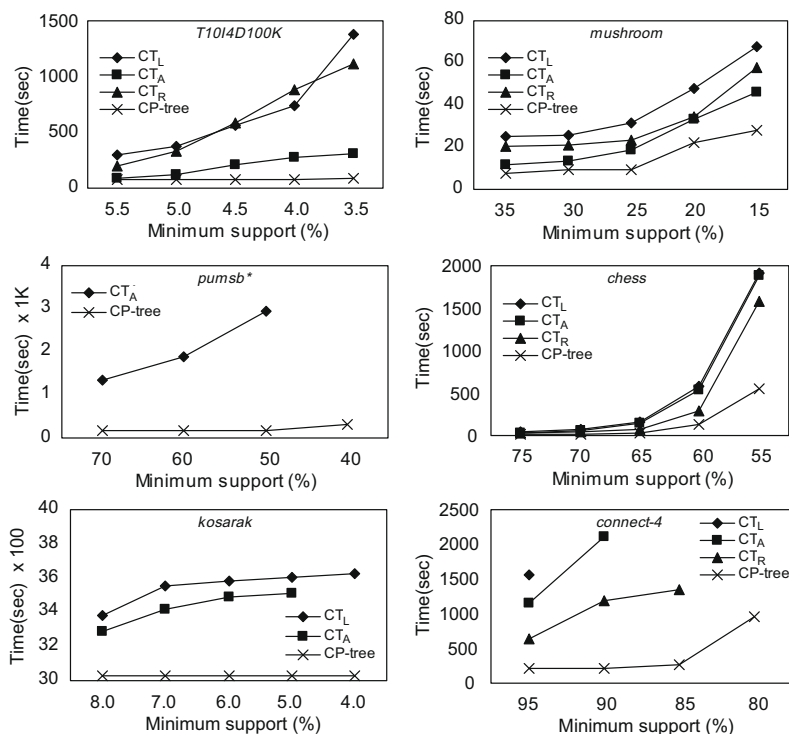 T10I4D100K
Time(sec)
1500
1000
500
0
CT_L
CT_A
CT_R
CP-tree
5.5 5.0 4.5 4.0 3.5
Minimum support (%)
mushroom
Time(sec)
80
60
40
20
0
CT_L
CT_A
CT_R
CP-tree
35 30 25 20 15
Minimum support (%)
pumsb*
Time(sec) x 1K
4
3
2
1
0
CT_A
CP-tree
70 60 50 40
Minimum support (%)
chess
Time(sec)
2000
1500
1000
500
0
CT_L
CT_A
CT_R
CP-tree
75 70 65 60 55
Minimum support (%)
kosarak
Time(sec) x 100
40
38
36
34
32
30
CT_L
CT_A
CP-tree
8.0 7.0 6.0 5.0 4.0
Minimum support (%)
connect-4
Time(sec)
2500
2000
1500
1000
500
0
CT_L
CT_A
CT_R
CP-tree
95 90 85 80
Minimum support (%)